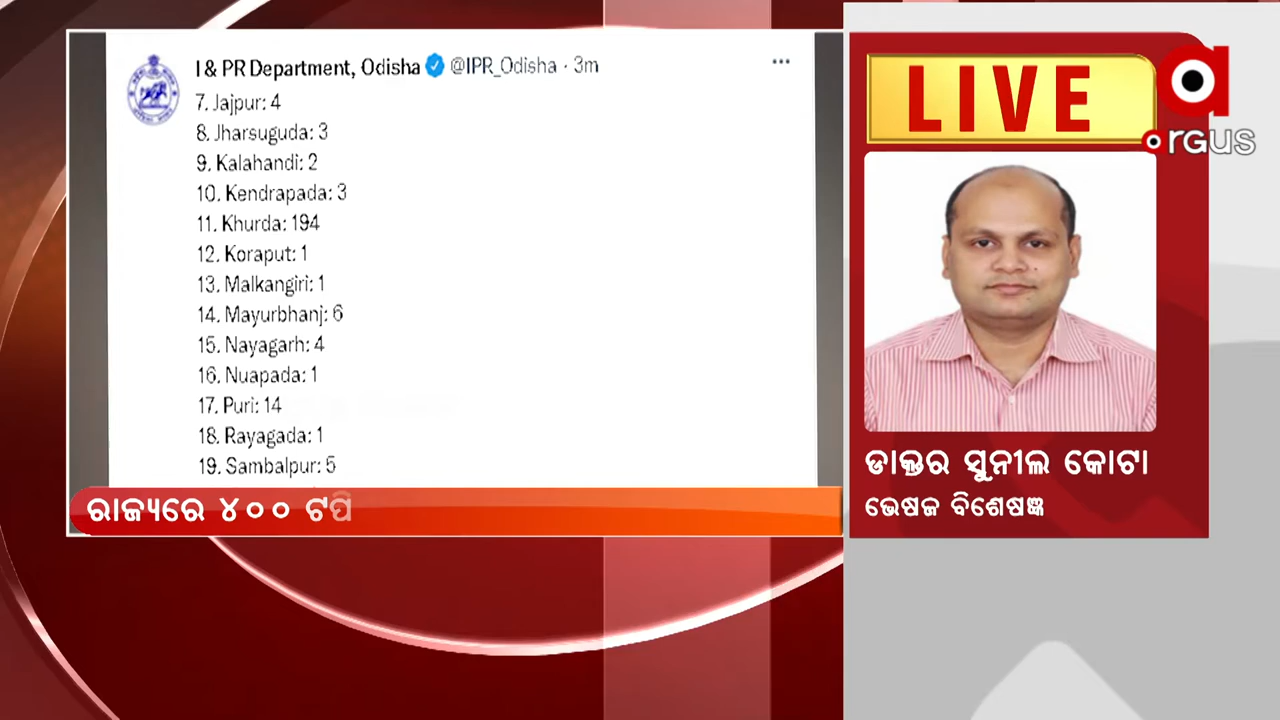 I & PR Department, Odisha @IPR_Odisha · 3m
7. Jajpur: 4
8. Jharsuguda: 3
9. Kalahandi: 2
10. Kendrapada: 3
11. Khurda: 194
12. Koraput: 1
13. Malkangiri: 1
14. Mayurbhanj: 6
15. Nayagarh: 4
16. Nuapada: 1
17. Puri: 14
18. Rayagada: 1
19. Sambalpur: 5
ରାଜ୍ୟରେ ୪୦୦ ଟପି
LIVE
argus
ଡାକ୍ତର ସୁନୀଲ କୋଟା
ଭେଷଜ ବିଶେଷଜ୍ଞ